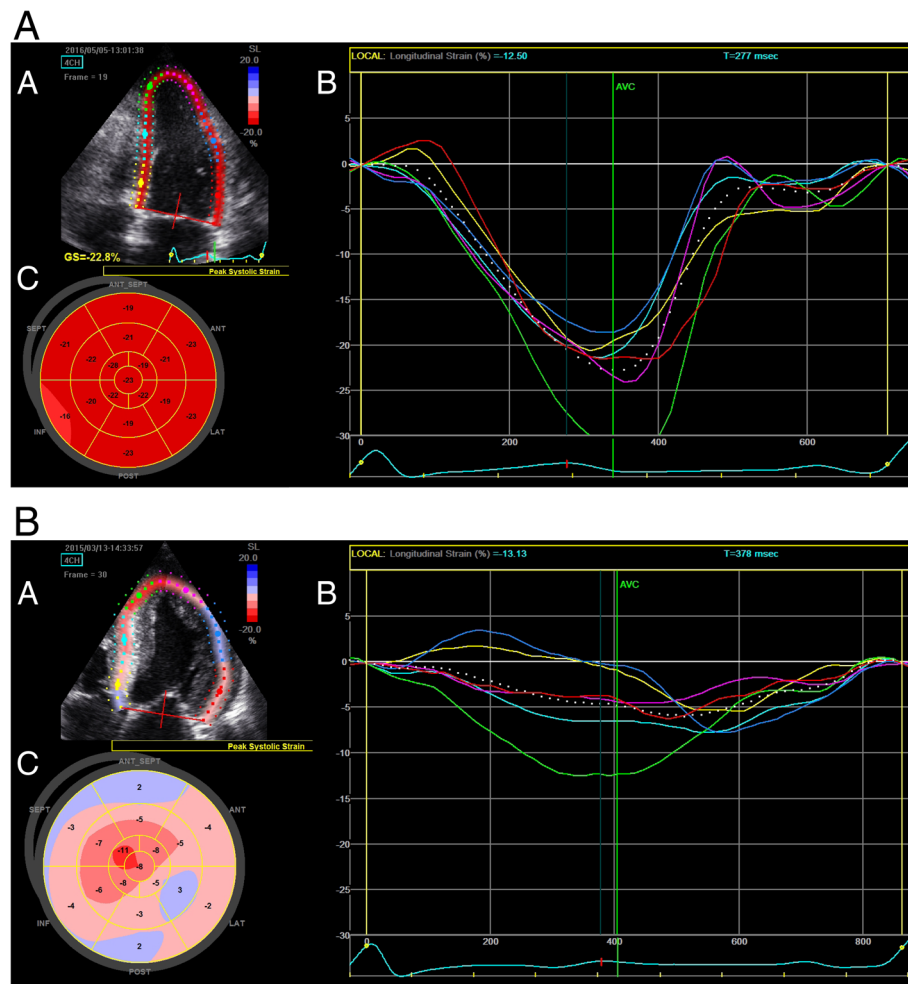 A
2016/05/05-13:01:38
4CH
Frame = 19
A
SL
20.0
-20.0
%
GS=-22.8%
Peak Systolic Strain
B
LOCAL: Longitudinal Strain (%) =-12.50 T=277 msec
AVC
5
0
-5
-10
-15
-20
-25
-30
0 200 400 600
C
ANT_SEPT
SEPT ANT
INF LAT
POST
-19
-21 -23
-21
-22 -21
-19
-23
-20 -22 -22 -23
-16 -19 -23
-23
B
2015/03/13-14:33:57
4CH
Frame = 30
A
SL
20.0
-20.0
%
Peak Systolic Strain
B
LOCAL: Longitudinal Strain (%) =-13.13 T=378 msec
AVC
5
0
-5
-10
-15
-20
-25
-30
0 200 400 600 800
C
ANT_SEPT
SEPT ANT
INF LAT
POST
2
-3 -5 -4
-7 -11 -8 -5
-8
-4 -6 -8 -5 3 -2
-3
2